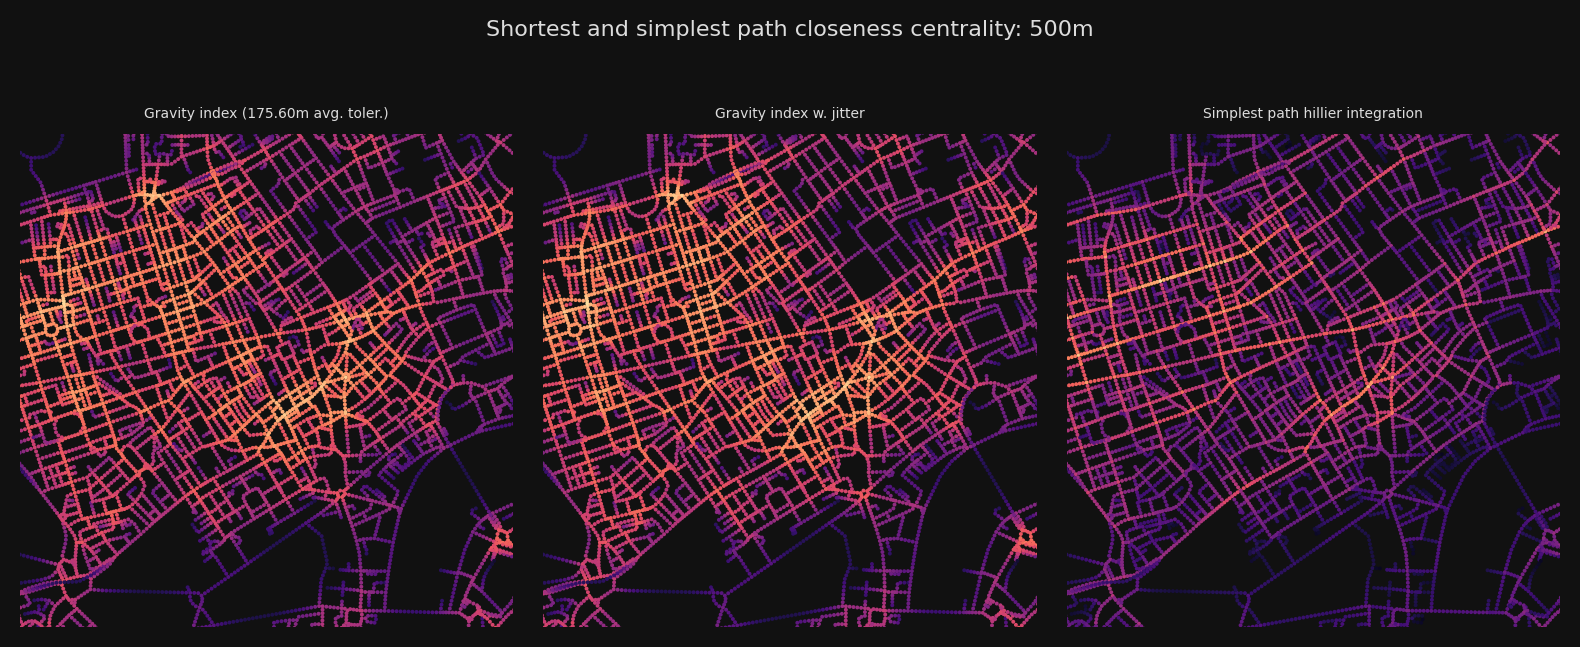 Shortest and simplest path closeness centrality: 500m
Gravity index (175.60m avg. toler.)
Gravity index w. jitter
Simplest path hillier integration